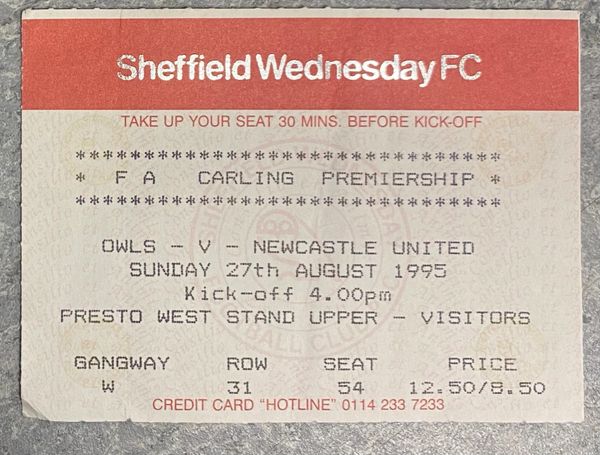 Sheffield Wednesday FC
TAKE UP YOUR SEAT 30 MINS. BEFORE KICK-OFF
**********************************
* F A CARLING PREMIERSHIP *
**********************************
OWLS - V - NEWCASTLE UNITED
SUNDAY 27th AUGUST 1995
Kick-off 4.00pm
PRESTO WEST STAND UPPER - VISITORS
GANGWAY ROW SEAT PRICE
W 31 54 12.50/8.50
CREDIT CARD "HOTLINE" 0114 233 7233